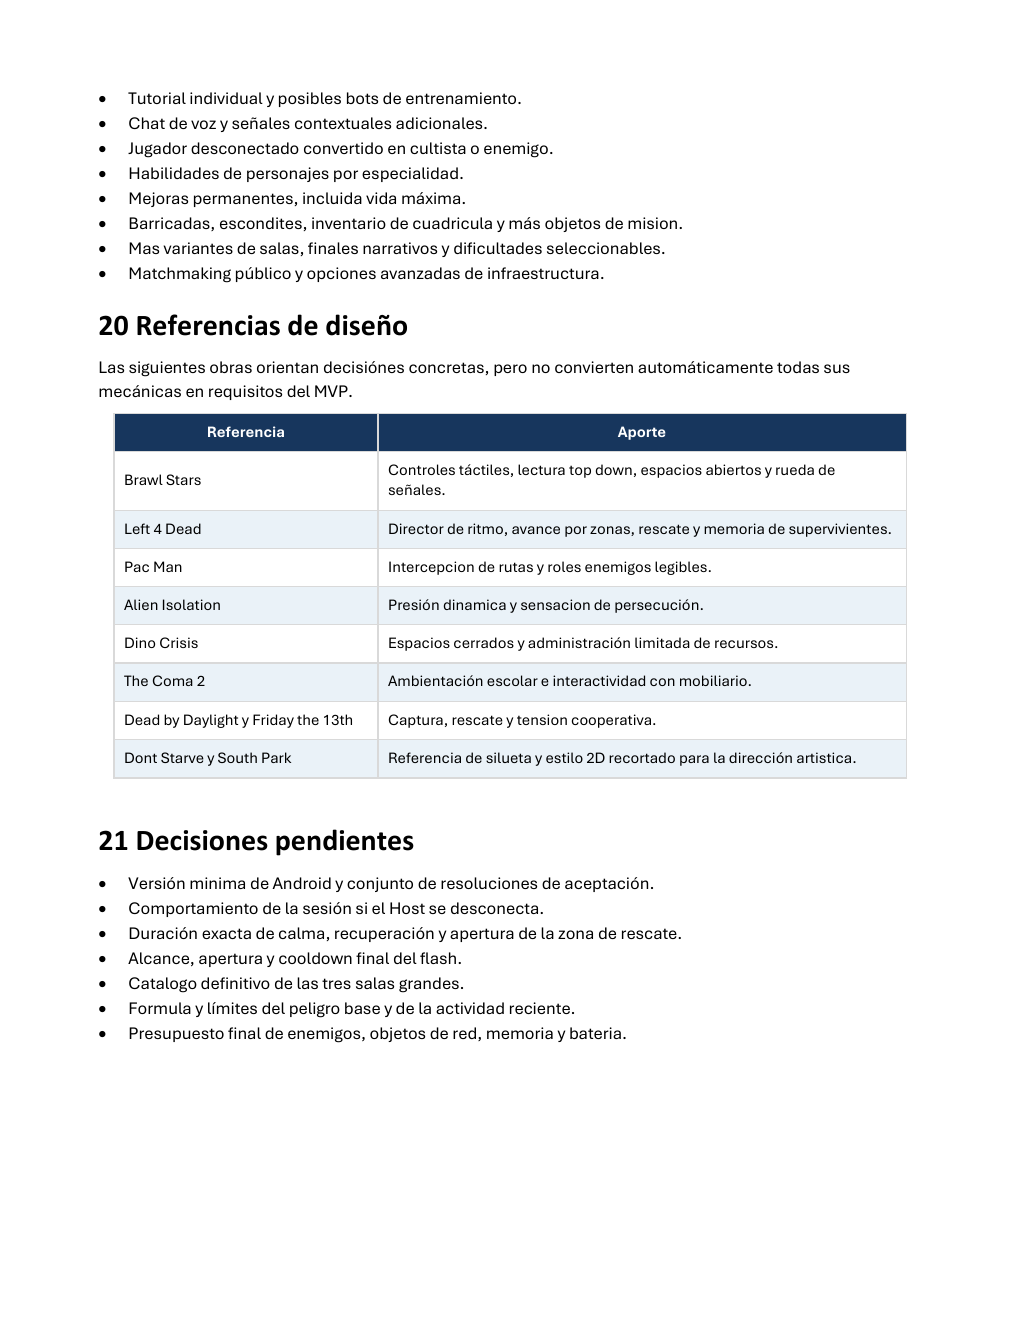 • Tutorial individual y posibles bots de entrenamiento.
• Chat de voz y señales contextuales adicionales.
• Jugador desconectado convertido en cultista o enemigo.
• Habilidades de personajes por especialidad.
• Mejoras permanentes, incluida vida máxima.
• Barricadas, escondites, inventario de cuadricula y más objetos de mision.
• Mas variantes de salas, finales narrativos y dificultades seleccionables.
• Matchmaking público y opciones avanzadas de infraestructura.
20 Referencias de diseño
Las siguientes obras orientan decisiónes concretas, pero no convierten automáticamente todas sus
mecánicas en requisitos del MVP.
Referencia Aporte
Brawl Stars Controles táctiles, lectura top down, espacios abiertos y rueda de
señales.
Left 4 Dead Director de ritmo, avance por zonas, rescate y memoria de supervivientes.
Pac Man Intercepcion de rutas y roles enemigos legibles.
Alien Isolation Presión dinamica y sensacion de persecución.
Dino Crisis Espacios cerrados y administración limitada de recursos.
The Coma 2 Ambientación escolar e interactividad con mobiliario.
Dead by Daylight y Friday the 13th Captura, rescate y tension cooperativa.
Dont Starve y South Park Referencia de silueta y estilo 2D recortado para la dirección artistica.
21 Decisiones pendientes
• Versión minima de Android y conjunto de resoluciones de aceptación.
• Comportamiento de la sesión si el Host se desconecta.
• Duración exacta de calma, recuperación y apertura de la zona de rescate.
• Alcance, apertura y cooldown final del flash.
• Catalogo definitivo de las tres salas grandes.
• Formula y límites del peligro base y de la actividad reciente.
• Presupuesto final de enemigos, objetos de red, memoria y bateria.